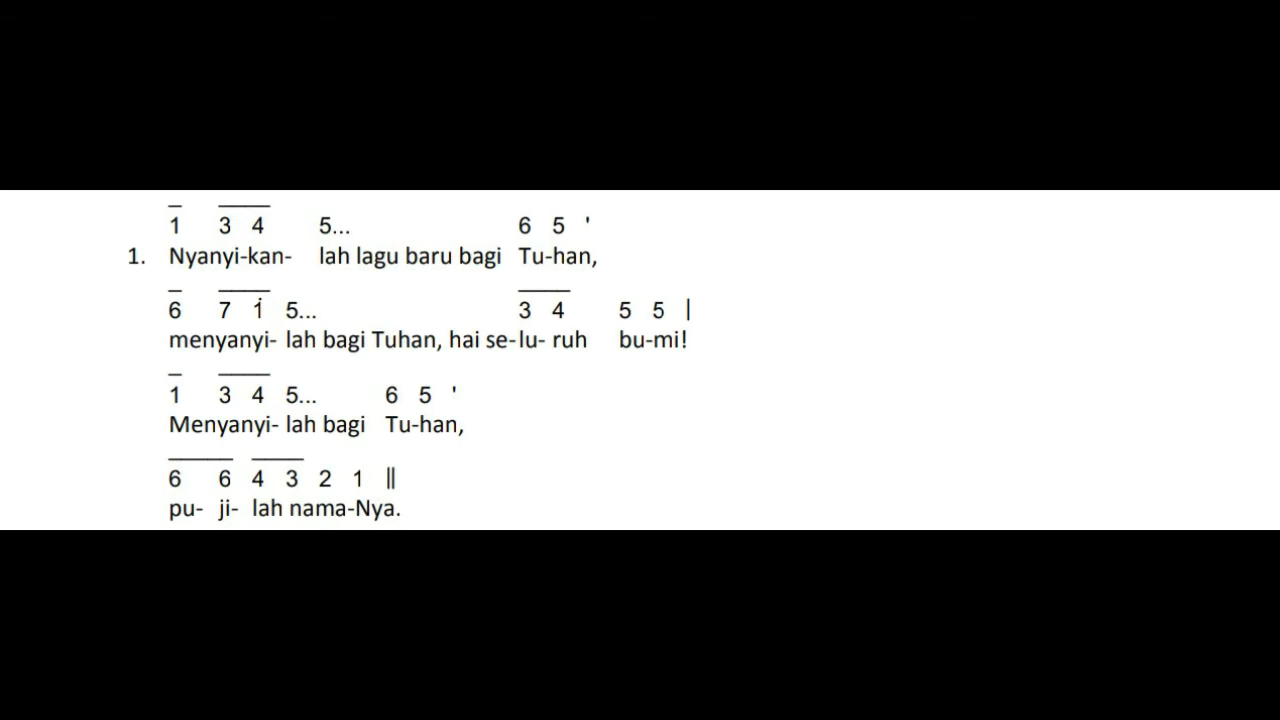 1 3 4 5... 6 5 '
1. Nyanyi-kan- lah lagu baru bagi Tu-han,
6 7 1̇ 5... 3 4 5 5 |
menyanyi- lah bagi Tuhan, hai se-lu- ruh bu-mi!
1 3 4 5... 6 5 '
Menyanyi- lah bagi Tu-han,
6 6 4 3 2 1 ||
pu- ji- lah nama-Nya.